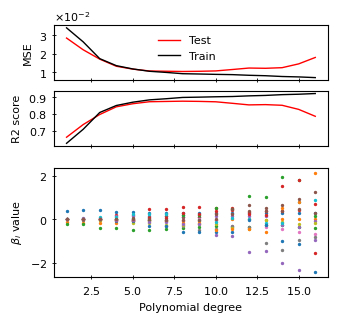 ×10⁻²
3
2
1
MSE
Test
Train
0.9
0.8
0.7
R2 score
2
0
−2
βᵢ value
2.5 5.0 7.5 10.0 12.5 15.0
Polynomial degree